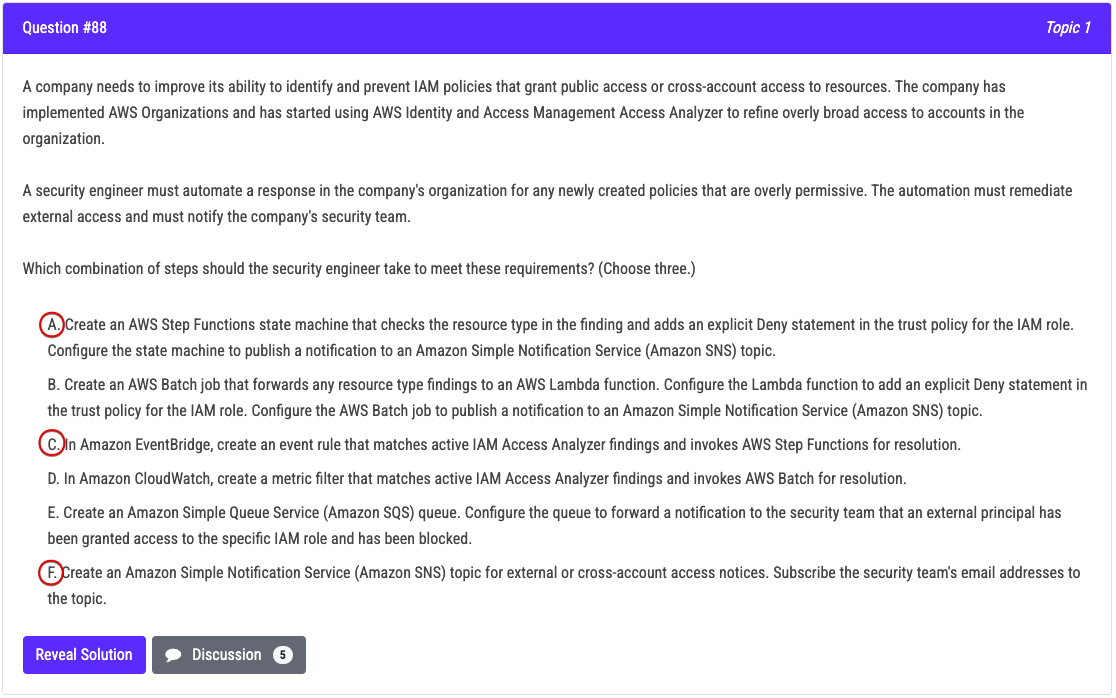 Question #88
Topic 1
A company needs to improve its ability to identify and prevent IAM policies that grant public access or cross-account access to resources. The company has
implemented AWS Organizations and has started using AWS Identity and Access Management Access Analyzer to refine overly broad access to accounts in the
organization.
A security engineer must automate a response in the company's organization for any newly created policies that are overly permissive. The automation must remediate
external access and must notify the company's security team.
Which combination of steps should the security engineer take to meet these requirements? (Choose three.)
A. Create an AWS Step Functions state machine that checks the resource type in the finding and adds an explicit Deny statement in the trust policy for the IAM role.
Configure the state machine to publish a notification to an Amazon Simple Notification Service (Amazon SNS) topic.
B. Create an AWS Batch job that forwards any resource type findings to an AWS Lambda function. Configure the Lambda function to add an explicit Deny statement in
the trust policy for the IAM role. Configure the AWS Batch job to publish a notification to an Amazon Simple Notification Service (Amazon SNS) topic.
C. In Amazon EventBridge, create an event rule that matches active IAM Access Analyzer findings and invokes AWS Step Functions for resolution.
D. In Amazon CloudWatch, create a metric filter that matches active IAM Access Analyzer findings and invokes AWS Batch for resolution.
E. Create an Amazon Simple Queue Service (Amazon SQS) queue. Configure the queue to forward a notification to the security team that an external principal has
been granted access to the specific IAM role and has been blocked.
F. Create an Amazon Simple Notification Service (Amazon SNS) topic for external or cross-account access notices. Subscribe the security team's email addresses to
the topic.
Reveal Solution
Discussion 5